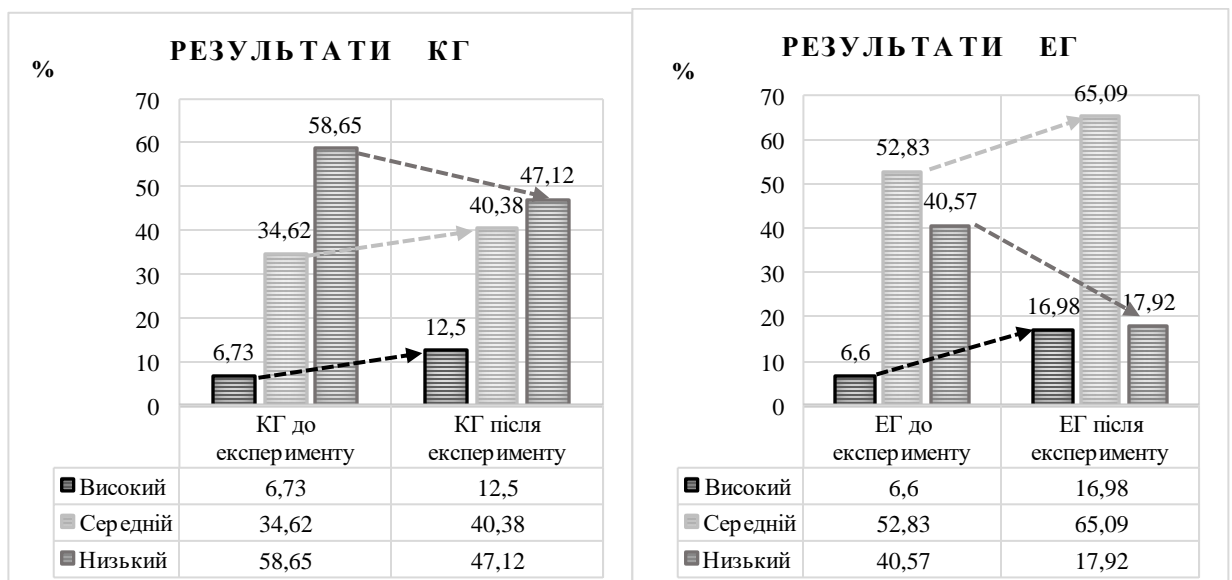 РЕЗУЛЬТАТИ КГ
%
70
60
50
40
30
20
10
0
58,65
47,12
40,38
34,62
12,5
6,73
КГ до експерименту
КГ після експерименту
Високий 6,73 12,5
Середній 34,62 40,38
Низький 58,65 47,12
РЕЗУЛЬТАТИ ЕГ
%
70
60
50
40
30
20
10
0
65,09
52,83
40,57
16,98
17,92
6,6
ЕГ до експерименту
ЕГ після експерименту
Високий 6,6 16,98
Середній 52,83 65,09
Низький 40,57 17,92